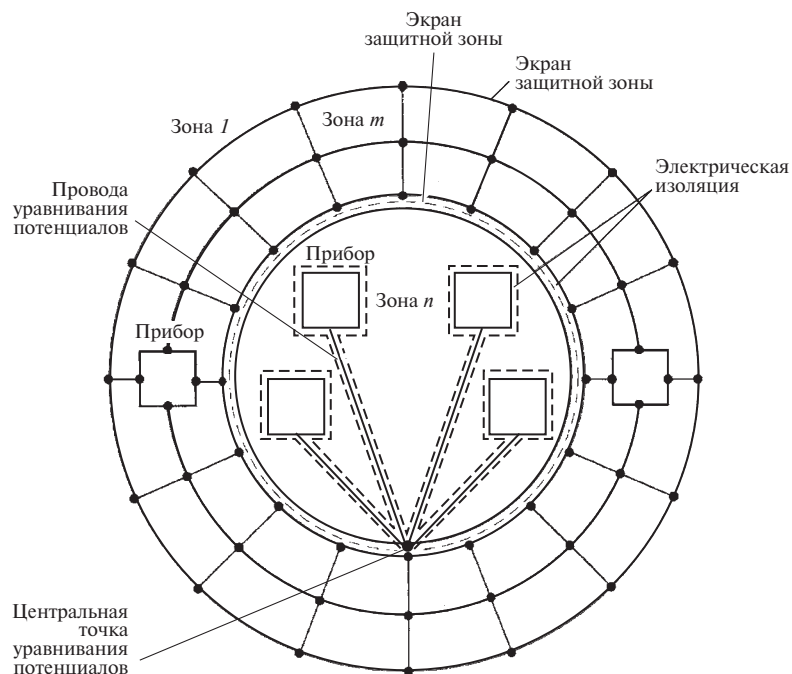 Экран
защитной зоны
Экран
защитной зоны
Зона 1
Зона m
Электрическая
изоляция
Провода
уравнивания
потенциалов
Прибор
Зона n
Прибор
Центральная
точка
уравнивания
потенциалов